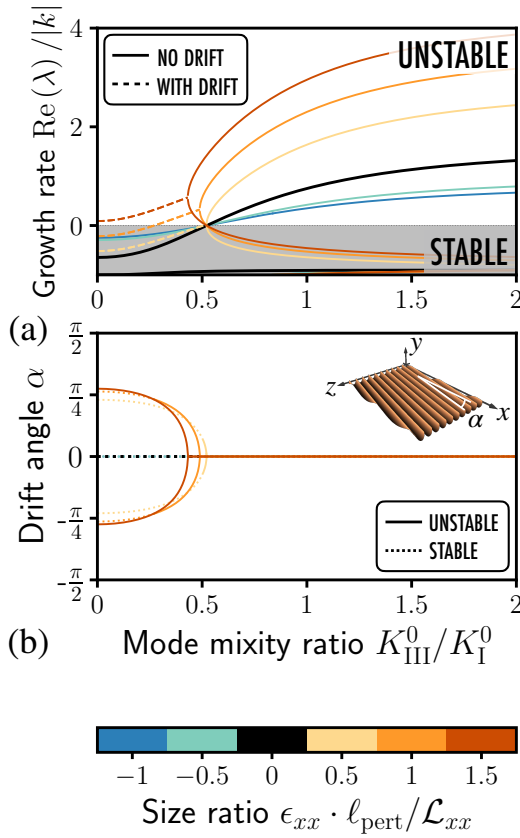 Growth rate Re(λ)/|k|
4
2
0
NO DRIFT
WITH DRIFT
UNSTABLE
STABLE
0 0.5 1 1.5 2
(a)
Drift angle α
π/2
π/4
0
−π/4
−π/2
y
z
x
α
UNSTABLE
STABLE
0 0.5 1 1.5 2
(b)
Mode mixity ratio K⁰_III/K⁰_I
−1 −0.5 0 0.5 1 1.5
Size ratio ϵ_xx · ℓ_pert/ℒ_xx